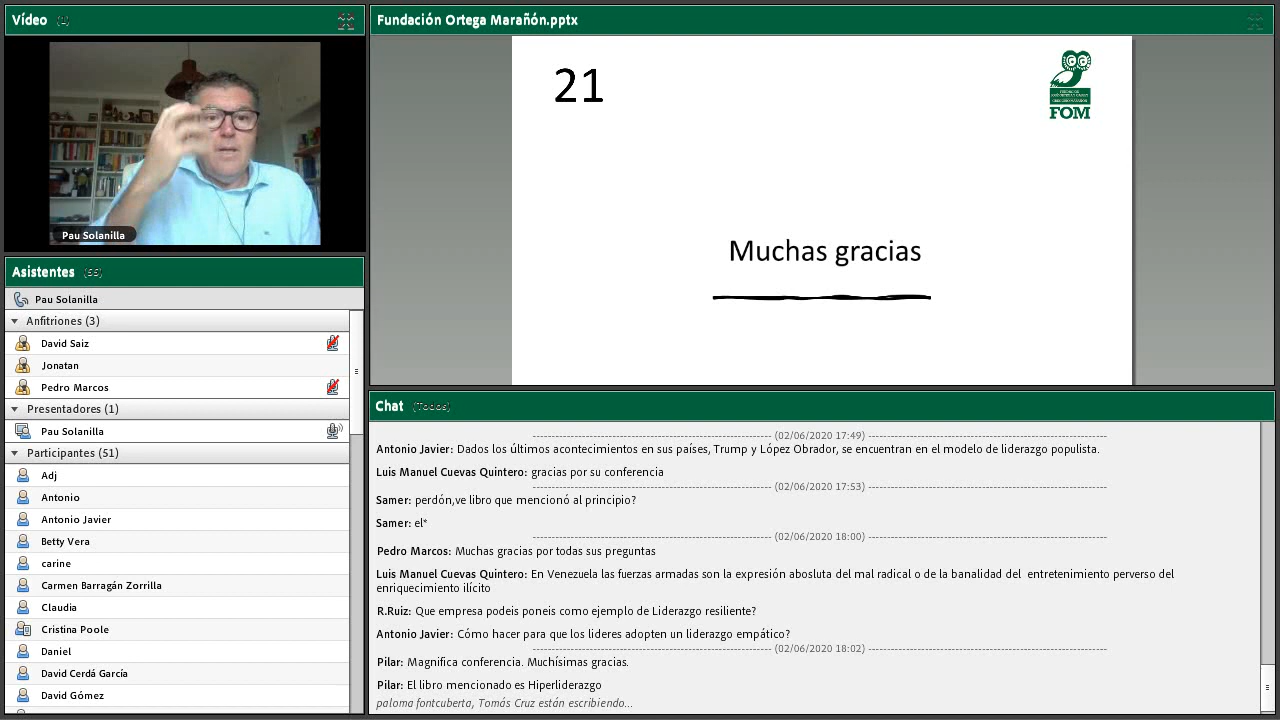 Vídeo (1)
Pau Solanilla
Asistentes (55)
Pau Solanilla
Anfitriones (3)
David Saiz
Jonatan
Pedro Marcos
Presentadores (1)
Pau Solanilla
Participantes (51)
Adj
Antonio
Antonio Javier
Betty Vera
carine
Carmen Barragán Zorrilla
Claudia
Cristina Poole
Daniel
David Cerdá García
David Gómez
Fundación Ortega Marañón.pptx
21
FOM
Muchas gracias
Chat (Todos)
(02/06/2020 17:49)
Antonio Javier: Dados los últimos acontecimientos en sus países, Trump y López Obrador, se encuentran en el modelo de liderazgo populista.
Luis Manuel Cuevas Quintero: gracias por su conferencia
(02/06/2020 17:53)
Samer: perdón,ve libro que mencionó al principio?
Samer: el*
(02/06/2020 18:00)
Pedro Marcos: Muchas gracias por todas sus preguntas
Luis Manuel Cuevas Quintero: En Venezuela las fuerzas armadas son la expresión absoluta del mal radical o de la banalidad del  entretenimiento perverso del
enriquecimiento ilícito
R.Ruiz: Que empresa podeis poneis como ejemplo de Liderazgo resiliente?
Antonio Javier: Cómo hacer para que los lideres adopten un liderazgo empático?
(02/06/2020 18:02)
Pilar: Magnifica conferencia. Muchísimas gracias.
Pilar: El libro mencionado es Hiperliderazgo
paloma fontcuberta, Tomás Cruz están escribiendo...